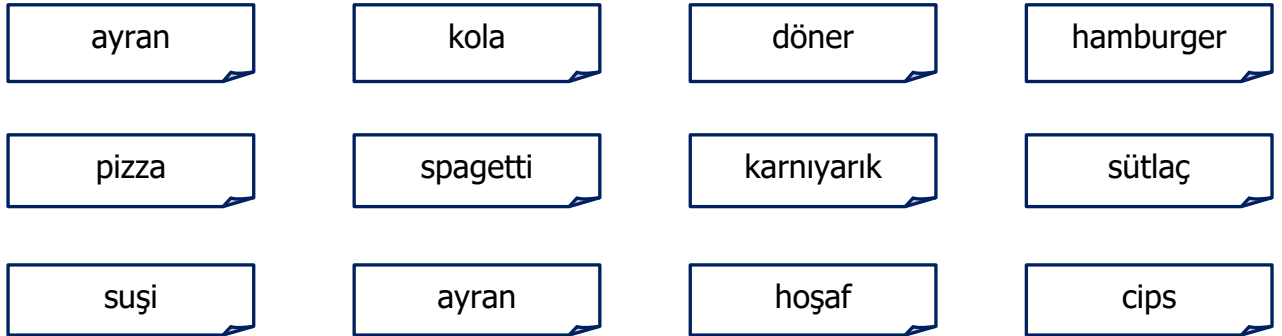 ayran kola döner hamburger
pizza spagetti karnıyarık sütlaç
suşi ayran hoşaf cips